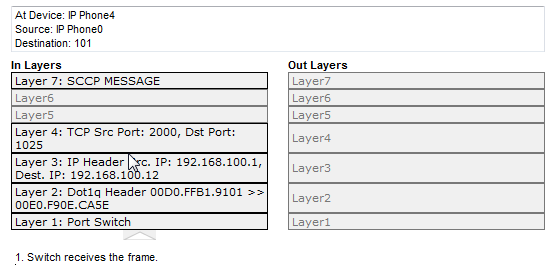 At Device: IP Phone4
Source: IP Phone0
Destination: 101
In Layers
Layer 7: SCCP MESSAGE
Layer6
Layer5
Layer 4: TCP Src Port: 2000, Dst Port:
1025
Layer 3: IP Header rc. IP: 192.168.100.1,
Dest. IP: 192.168.100.12
Layer 2: Dot1q Header 00D0.FFB1.9101 >>
00E0.F90E.CA5E
Layer 1: Port Switch
Out Layers
Layer7
Layer6
Layer5
Layer4
Layer3
Layer2
Layer1
1. Switch receives the frame.